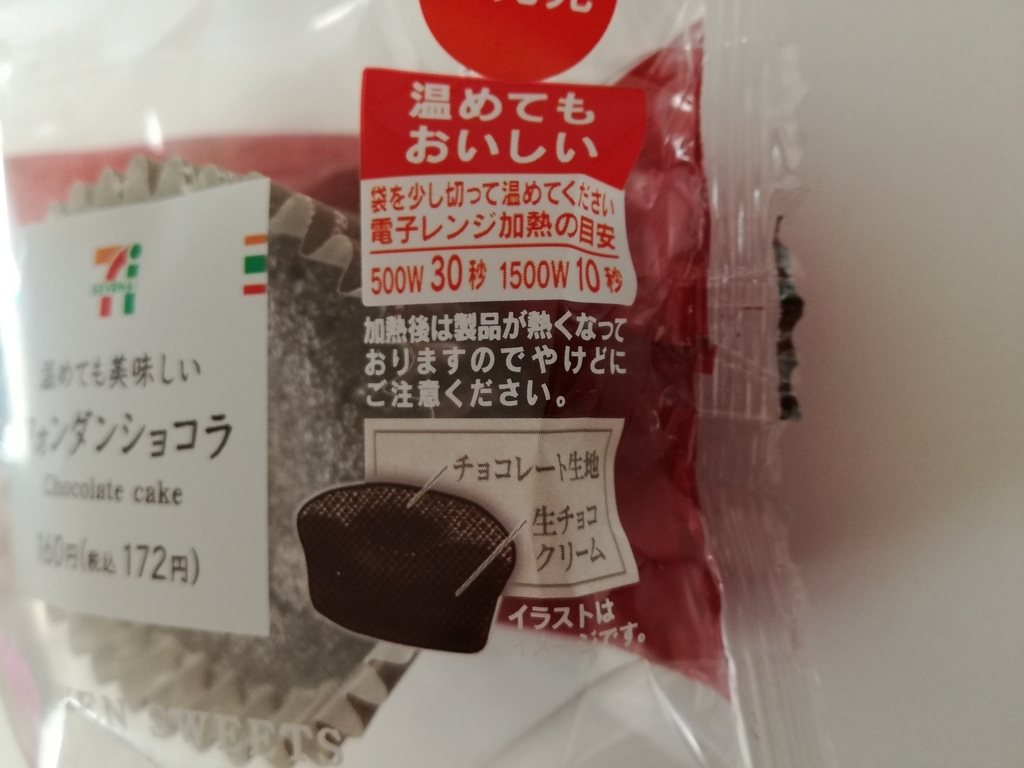 温めても
おいしい
袋を少し切って温めてください
電子レンジ加熱の目安
500W 30秒 1500W 10秒
加熱後は製品が熱くなって
おりますのでやけどに
ご注意ください。
チョコレート生地
生チョコ
クリーム
イラストは
です。
温めても美味しい
フォンダンショコラ
Chocolate cake
160円(税込 172円)
EN SWEETS